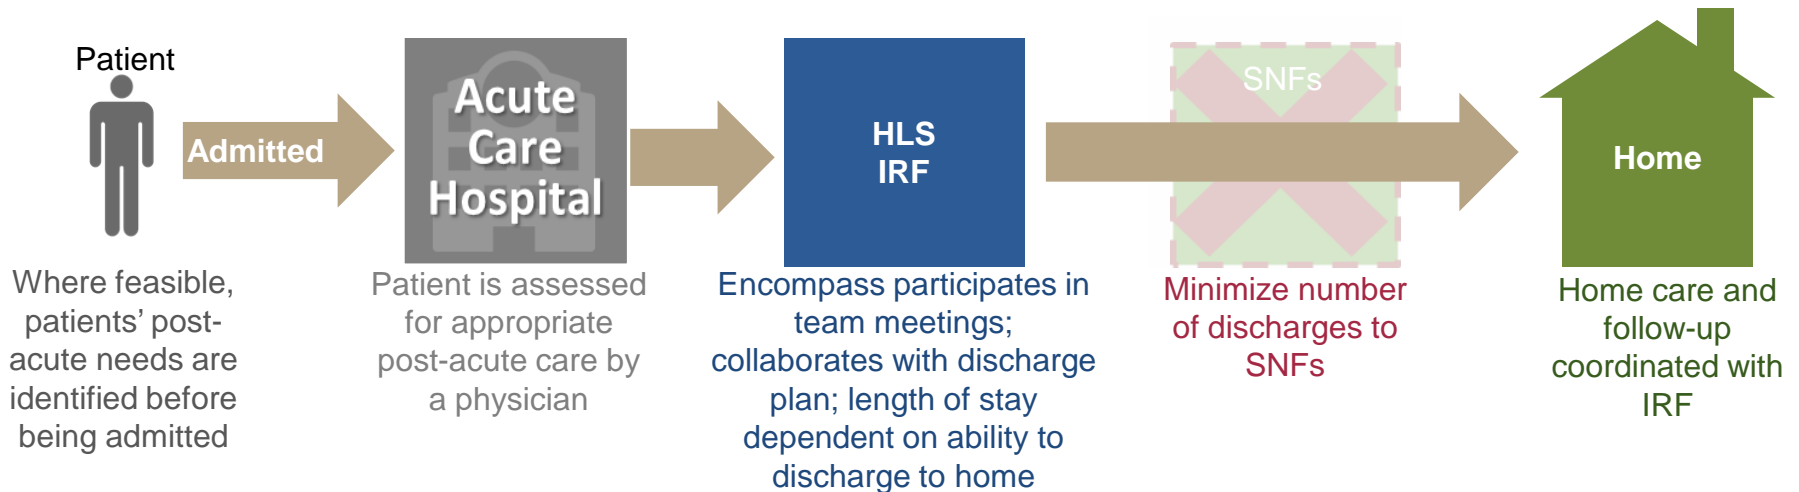 Patient
Admitted
Acute
Care
Hospital
HLS
IRF
SNFs
Home
Where feasible,
patients’ post-
acute needs are
identified before
being admitted
Patient is assessed
for appropriate
post-acute care by
a physician
Encompass participates in
team meetings;
collaborates with discharge
plan; length of stay
dependent on ability to
discharge to home
Minimize number
of discharges to
SNFs
Home care and
follow-up
coordinated with
IRF